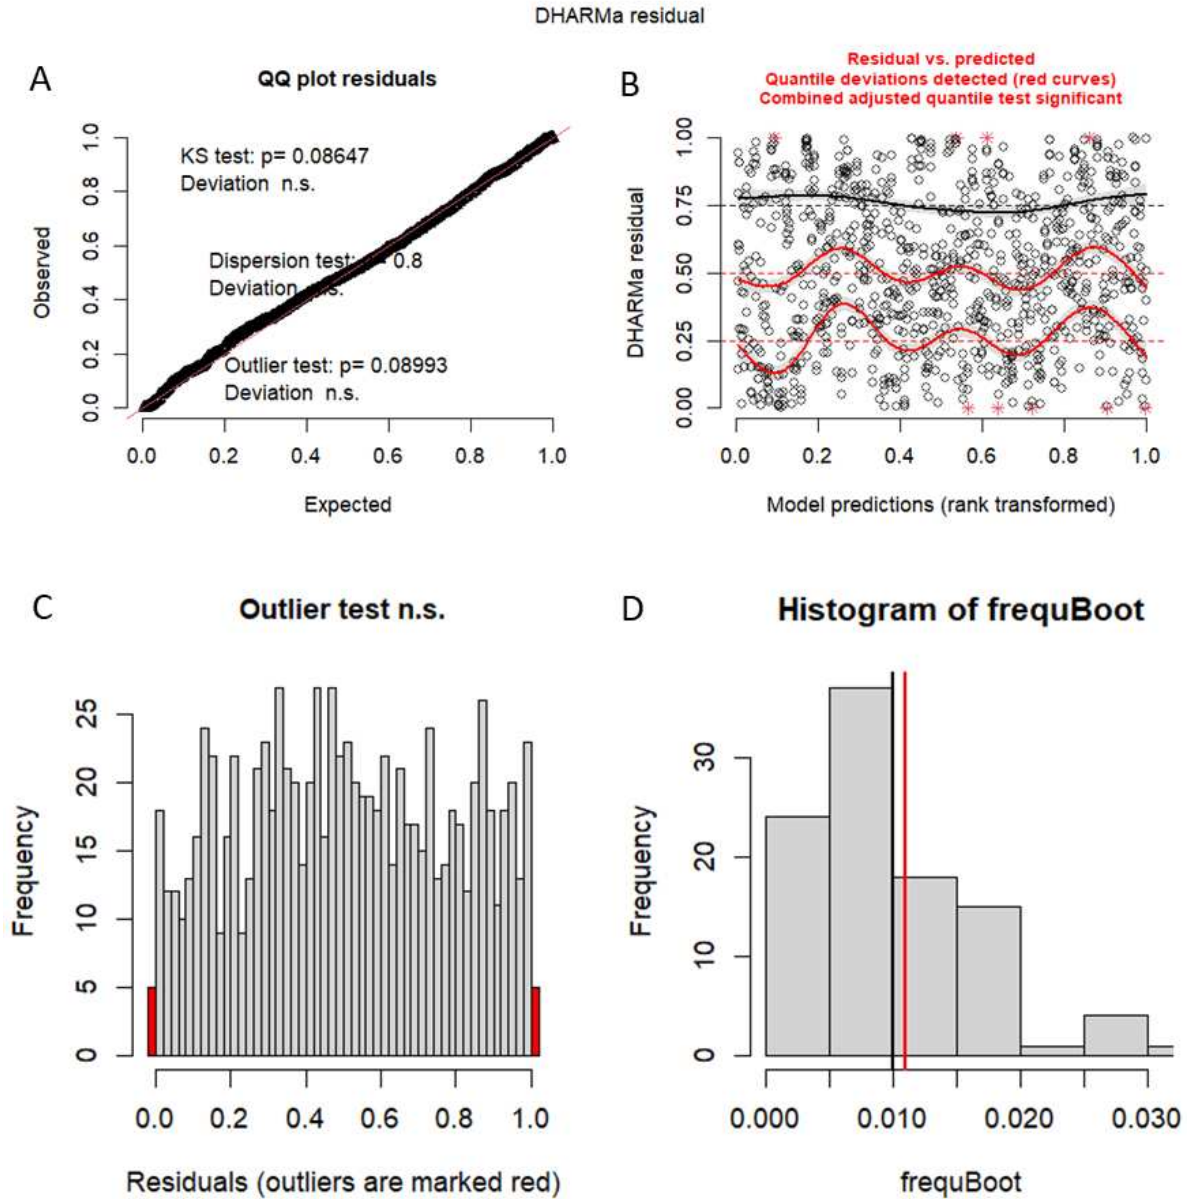 DHARMa residual
A
QQ plot residuals
KS test: p= 0.08647
Deviation n.s.
Dispersion test: 0.8
Deviation n.s.
Outlier test: p= 0.08993
Deviation n.s.
Observed
0.0 0.2 0.4 0.6 0.8 1.0
0.0 0.2 0.4 0.6 0.8 1.0
Expected
B
Residual vs. predicted
Quantile deviations detected (red curves)
Combined adjusted quantile test significant
DHARMa residual
0.00 0.25 0.50 0.75 1.00
0.0 0.2 0.4 0.6 0.8 1.0
Model predictions (rank transformed)
C
Outlier test n.s.
Frequency
0 5 10 15 20 25
0.0 0.2 0.4 0.6 0.8 1.0
Residuals (outliers are marked red)
D
Histogram of frequBoot
Frequency
0 10 20 30
0.000 0.010 0.020 0.030
frequBoot